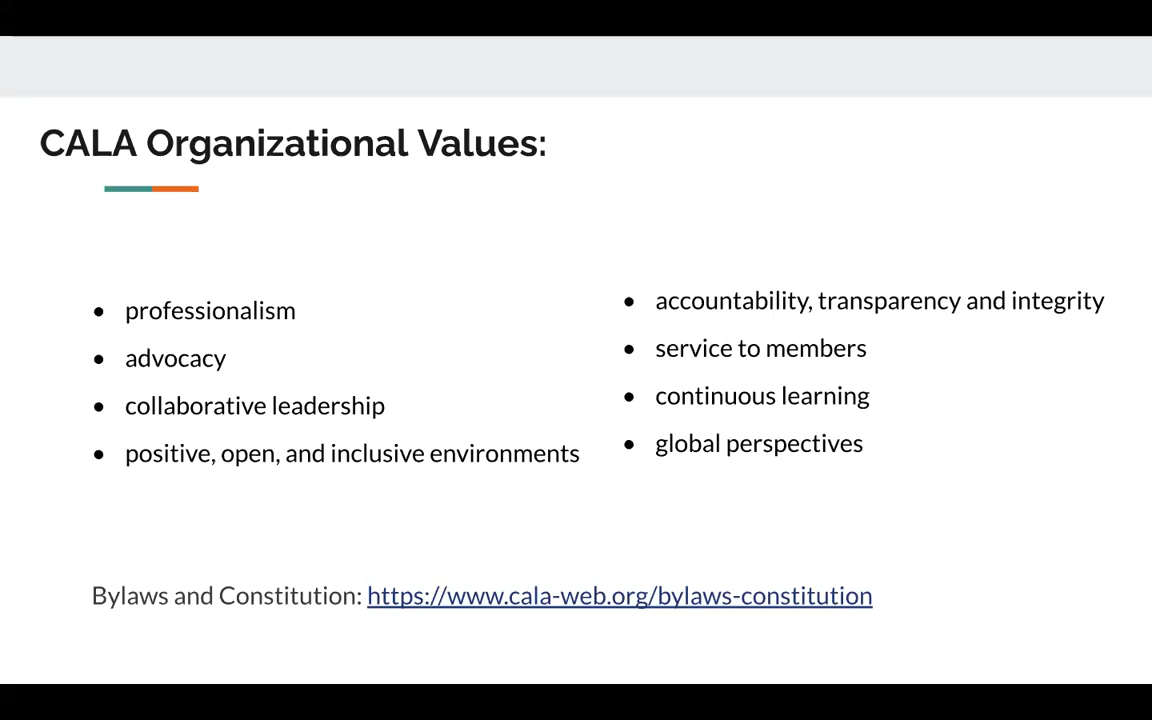 CALA Organizational Values:
• professionalism
• advocacy
• collaborative leadership
• positive, open, and inclusive environments
• accountability, transparency and integrity
• service to members
• continuous learning
• global perspectives
Bylaws and Constitution: https://www.cala-web.org/bylaws-constitution